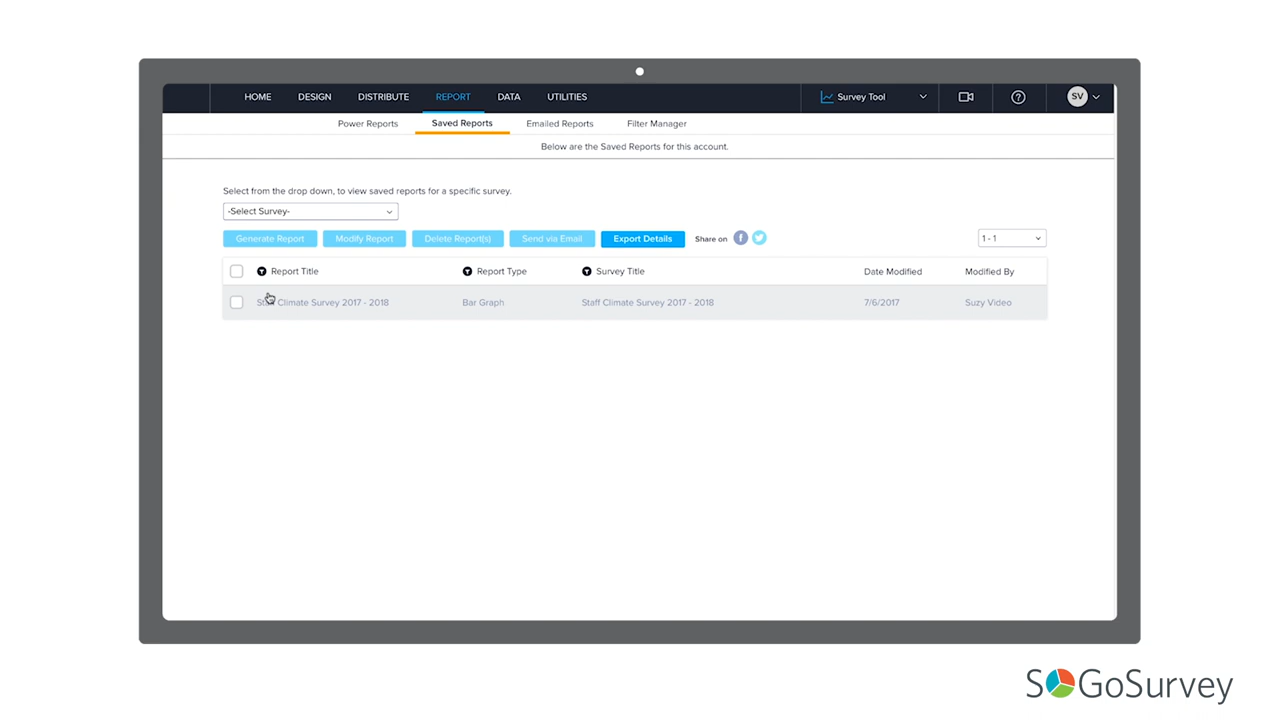 HOME DESIGN DISTRIBUTE REPORT DATA UTILITIES Survey Tool SV
Power Reports Saved Reports Emailed Reports Filter Manager
Below are the Saved Reports for this account.
Select from the drop down, to view saved reports for a specific survey.
-Select Survey-
Generate Report Modify Report Delete Report(s) Send via Email Export Details Share on 1 - 1
Report Title Report Type Survey Title Date Modified Modified By
Staff Climate Survey 2017 - 2018 Bar Graph Staff Climate Survey 2017 - 2018 7/6/2017 Suzy Video
SoGoSurvey